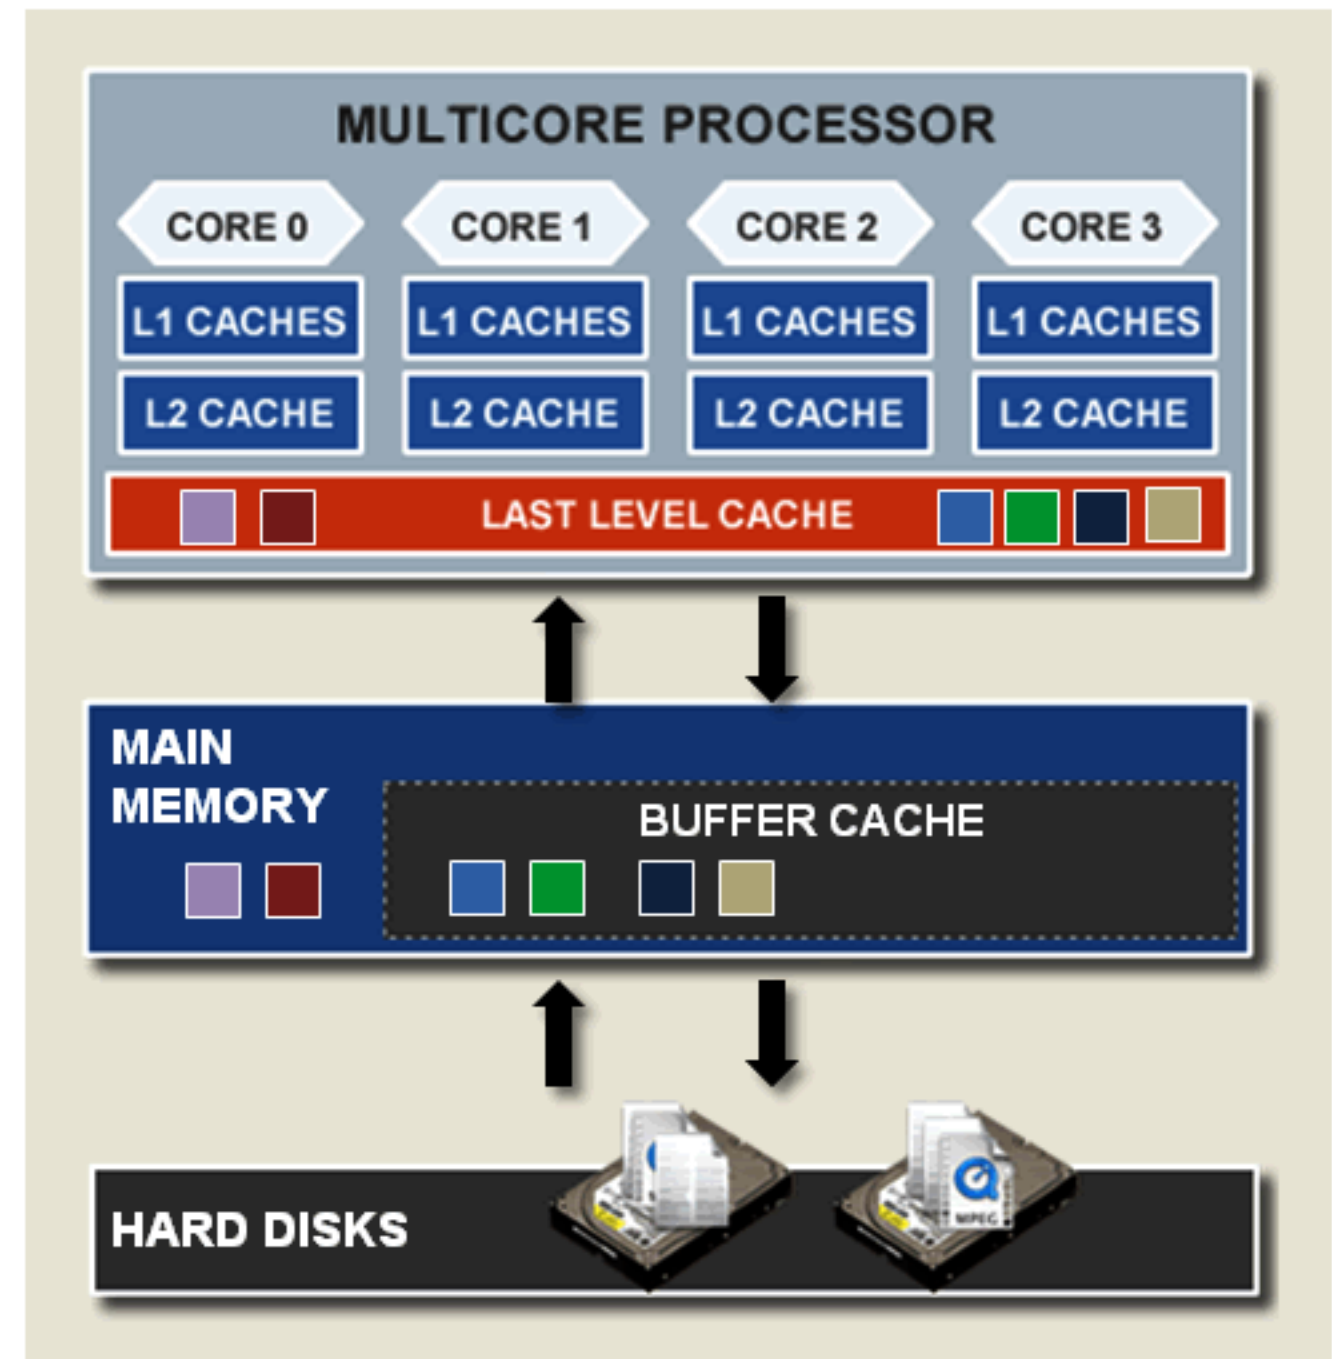 MULTICORE PROCESSOR
CORE 0 CORE 1 CORE 2 CORE 3
L1 CACHES L1 CACHES L1 CACHES L1 CACHES
L2 CACHE L2 CACHE L2 CACHE L2 CACHE
LAST LEVEL CACHE
MAIN
MEMORY
BUFFER CACHE
HARD DISKS
MPEG